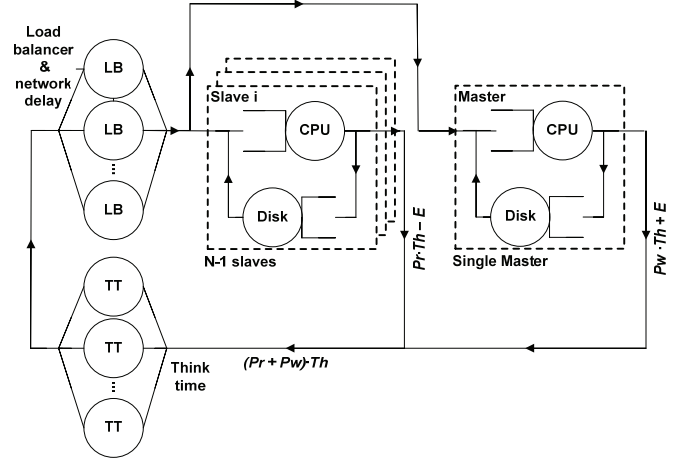 Load
balancer
&
network
delay
LB
LB
LB
Slave i
CPU
Disk
N-1 slaves
Pr·Th – E
Master
CPU
Disk
Single Master
Pw ·Th + E
TT
TT
TT
Think
time
(Pr + Pw)·Th